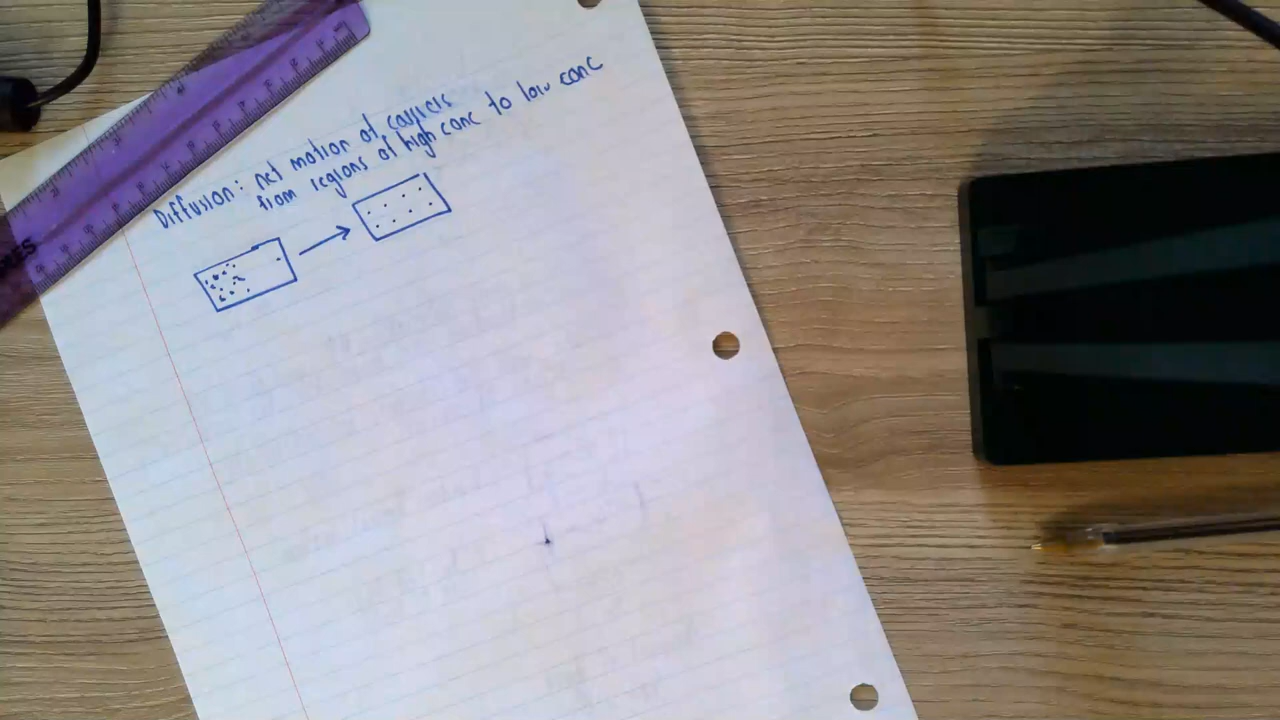 Diffusion: net motion of carriers
from regions of high conc to low conc